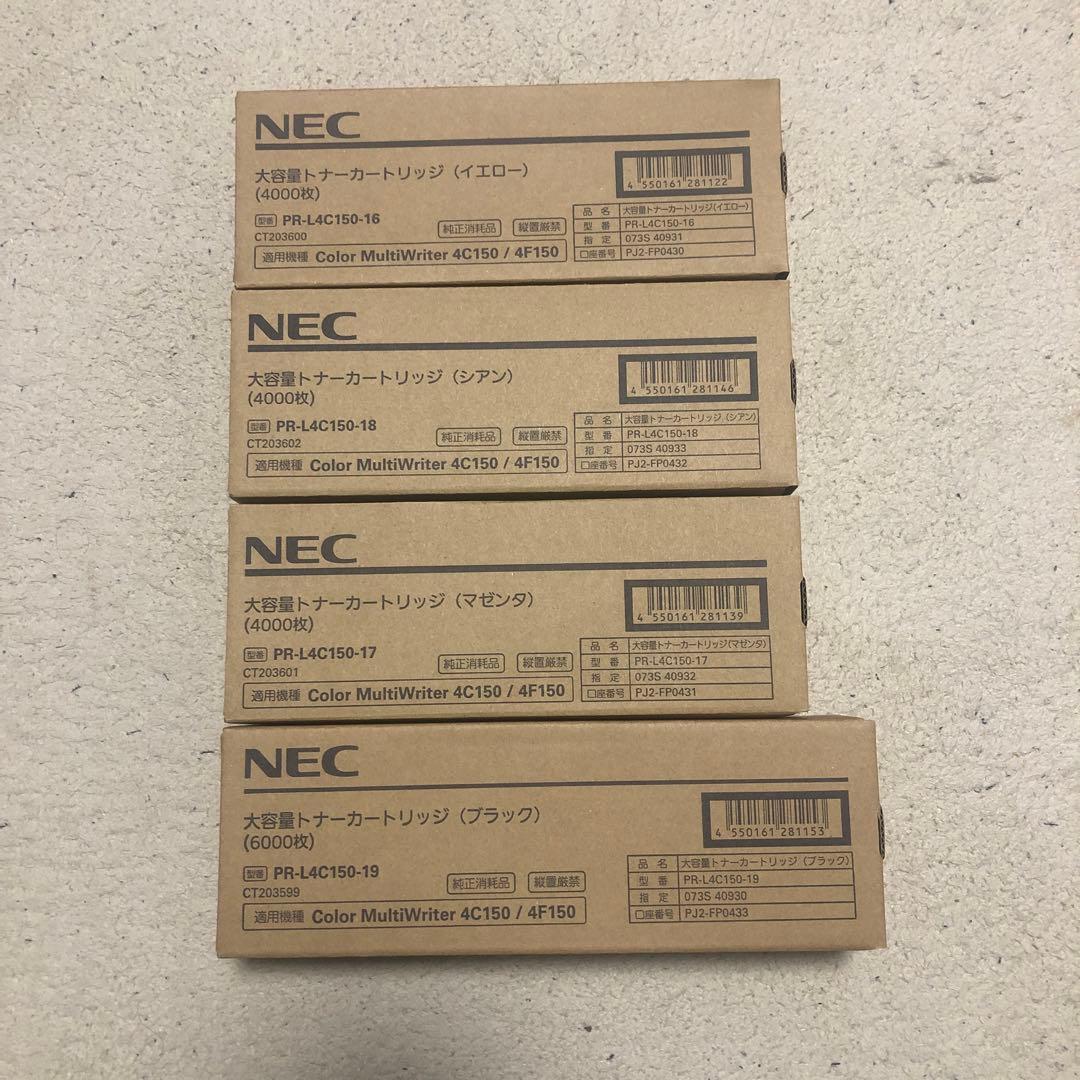 NEC
大容量トナーカートリッジ（イエロー）
(4000枚)
型番 PR-L4C150-16
CT203600
純正消耗品 縦置厳禁
適用機種 Color MultiWriter 4C150 / 4F150
4 550161 281122
品 名 大容量トナーカートリッジ(イエロー)
型 番 PR-L4C150-16
指 定 073S 40931
口座番号 PJ2-FP0430
NEC
大容量トナーカートリッジ（シアン）
(4000枚)
型番 PR-L4C150-18
CT203602
純正消耗品 縦置厳禁
適用機種 Color MultiWriter 4C150 / 4F150
4 550161 281146
品 名 大容量トナーカートリッジ（シアン)
型 番 PR-L4C150-18
指 定 073S 40933
口座番号 PJ2-FP0432
NEC
大容量トナーカートリッジ（マゼンタ）
(4000枚)
型番 PR-L4C150-17
CT203601
純正消耗品 縦置厳禁
適用機種 Color MultiWriter 4C150 / 4F150
4 550161 281139
品 名 大容量トナーカートリッジ(マゼンタ)
型 番 PR-L4C150-17
指 定 073S 40932
口座番号 PJ2-FP0431
NEC
大容量トナーカートリッジ（ブラック）
(6000枚)
型番 PR-L4C150-19
CT203599
純正消耗品 縦置厳禁
適用機種 Color MultiWriter 4C150 / 4F150
4 550161 281153
品 名 大容量トナーカートリッジ（ブラック）
型 番 PR-L4C150-19
指 定 073S 40930
口座番号 PJ2-FP0433